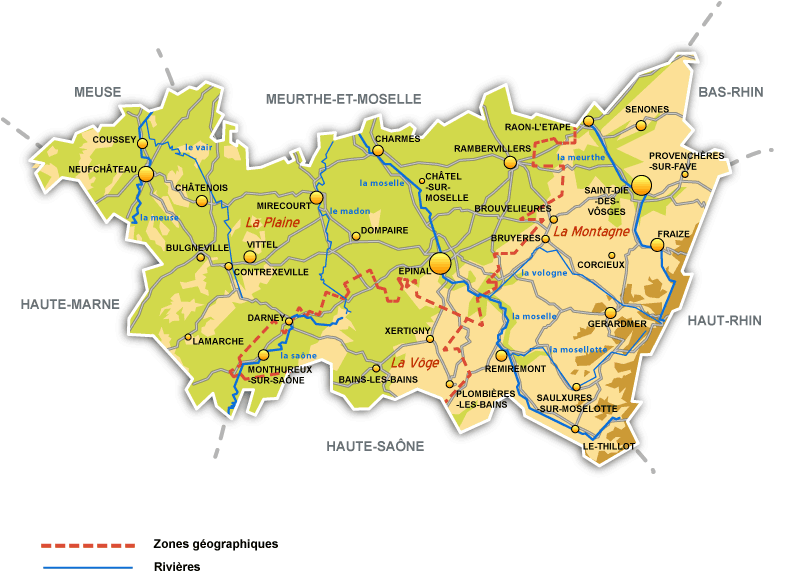 MEUSE
MEURTHE-ET-MOSELLE
BAS-RHIN
SENONES
RAON-L'ETAPE
COUSSEY
le vair
CHARMES
RAMBERVILLERS
la meurthe
PROVENCHÈRES
-SUR-FAVE
NEUFCHÂTEAU
CHÂTENOIS
la moselle
CHÂTEL
-SUR-
MOSELLE
SAINT-DIE
-DES-
VÔSGES
MIRECOURT
le madon
BROUVELIEURES
la meuse
La Plaine
DOMPAIRE
La Montagne
FRAIZE
BRUYERES
BULGNEVILLE
VITTEL
CONTREXEVILLE
EPINAL
la vologne
CORCIEUX
HAUTE-MARNE
DARNEY
la moselle
GERARDMER
HAUT-RHIN
LAMARCHE
XERTIGNY
la saône
La Vôge
la mosellotte
MONTHUREUX
-SUR-SAONE
BAINS-LES-BAINS
REMIREMONT
PLOMBIÈRES
-LES-BAINS
SAULXURES
-SUR-MOSELOTTE
HAUTE-SAÔNE
LE-THILLOT
Zones géographiques
Rivières